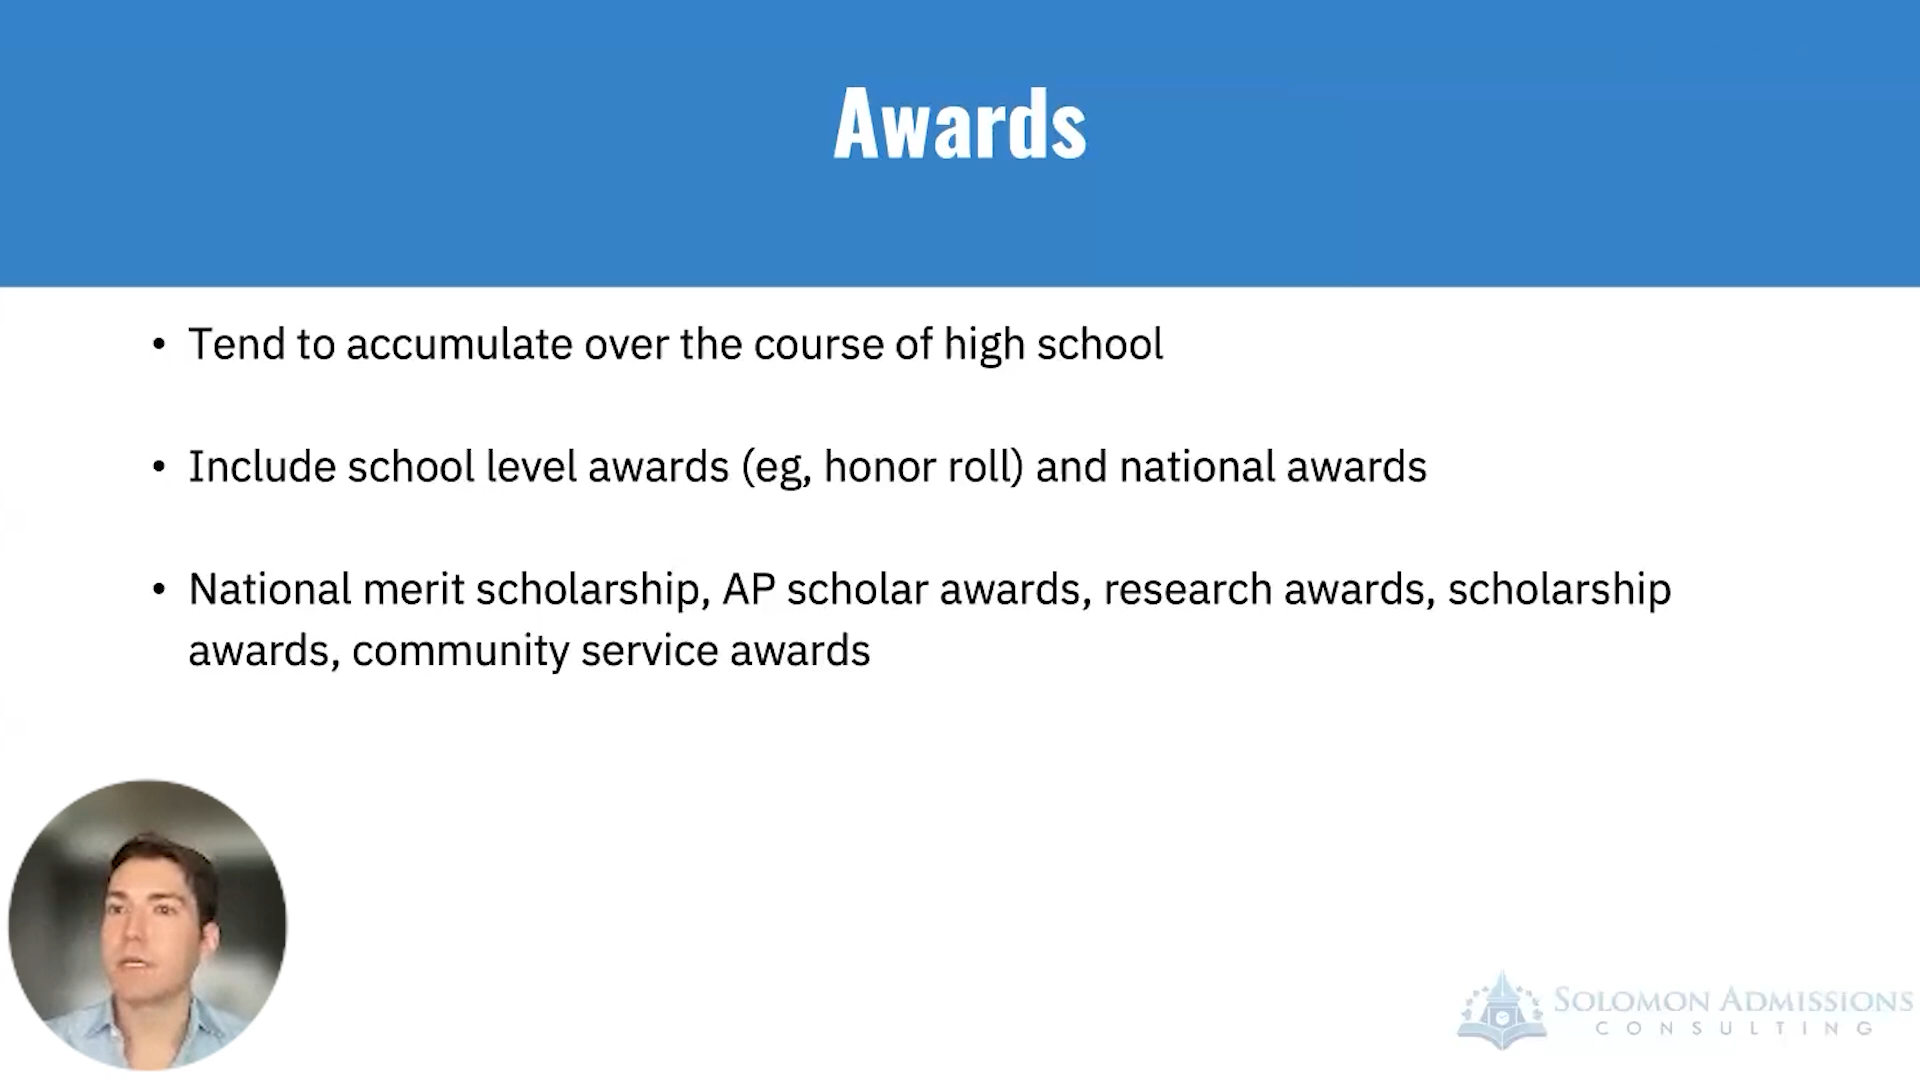 Awards
• Tend to accumulate over the course of high school
• Include school level awards (eg, honor roll) and national awards
• National merit scholarship, AP scholar awards, research awards, scholarship
awards, community service awards
SOLOMON ADMISSIONS
CONSULTING